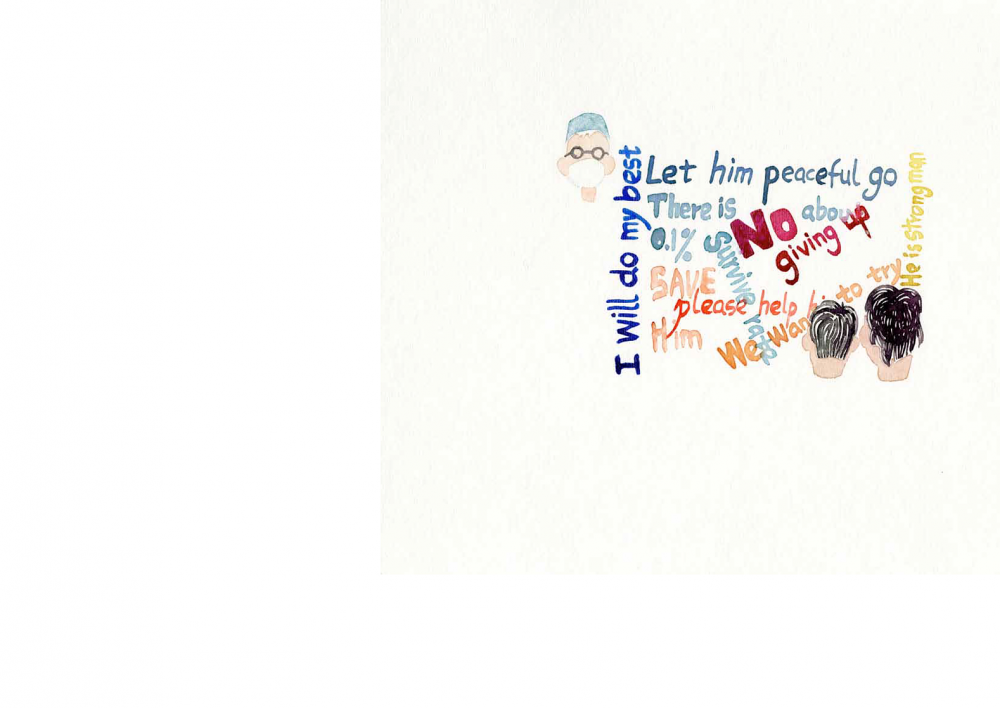 I will do my best
Let him peaceful go
There is
about
0.1%
Survive rate
NO
giving up
He is strong man
SAVE
Him
please help him
We want to try